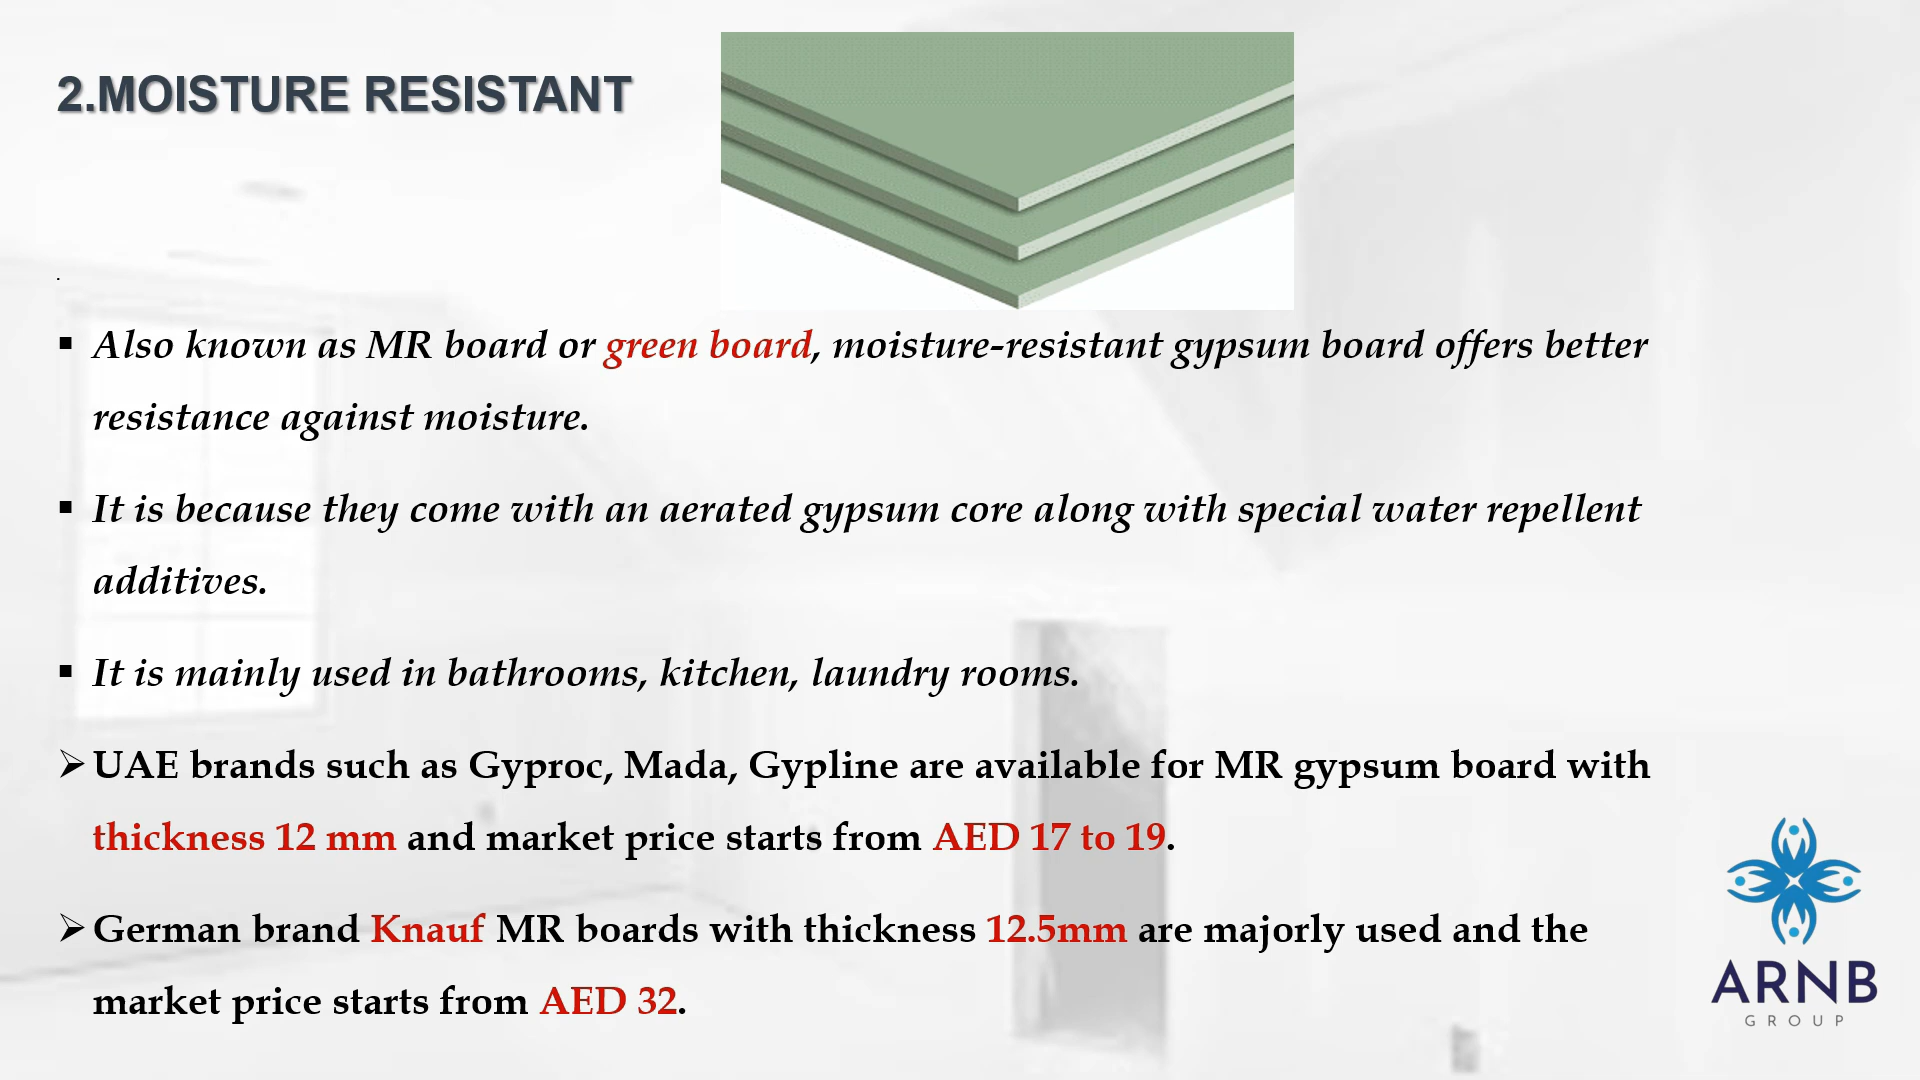 2.MOISTURE RESISTANT
.
▪ Also known as MR board or green board, moisture-resistant gypsum board offers better
resistance against moisture.
▪ It is because they come with an aerated gypsum core along with special water repellent
additives.
▪ It is mainly used in bathrooms, kitchen, laundry rooms.
➢ UAE brands such as Gyproc, Mada, Gypline are available for MR gypsum board with
thickness 12 mm and market price starts from AED 17 to 19.
➢ German brand Knauf MR boards with thickness 12.5mm are majorly used and the
market price starts from AED 32.
ARNB
GROUP